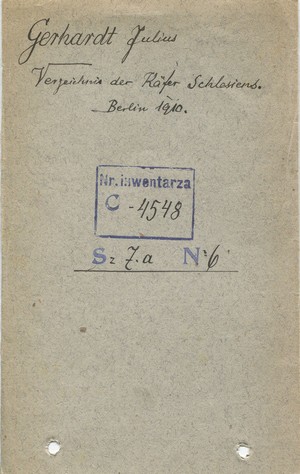 Gerhardt Julius
Verzeichnis der Käfer Schlesiens.
Berlin 1910.
Nr. inwentarza
C - 4548
Sz 7.a N: 6